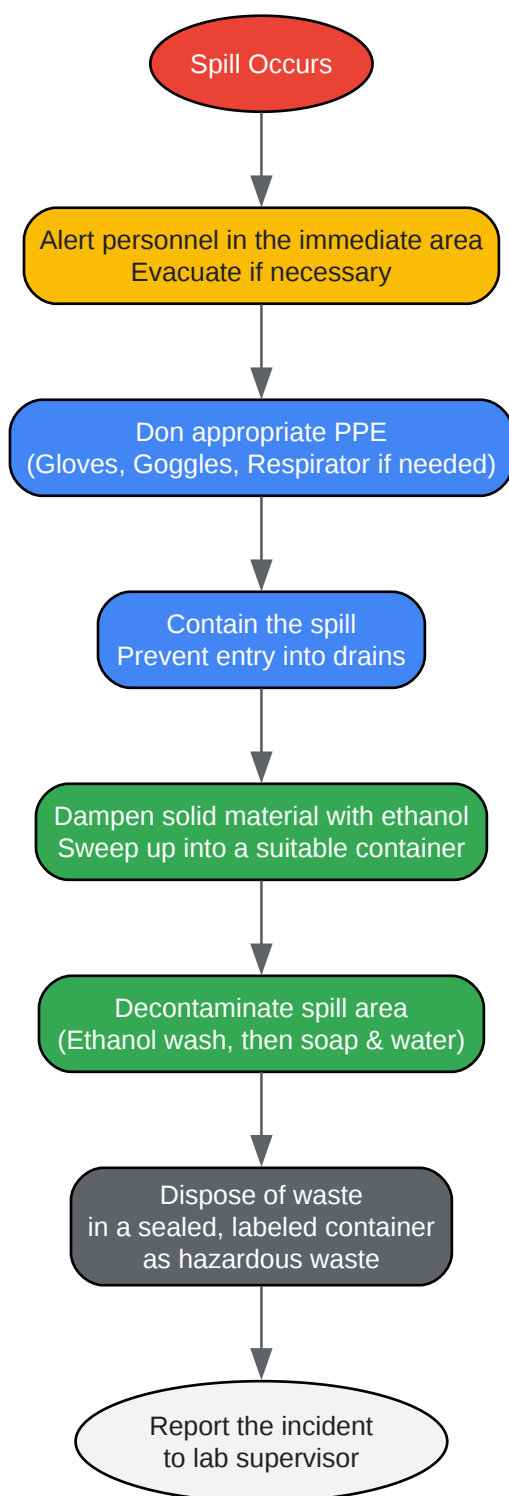 Spill Occurs
Alert personnel in the immediate area
Evacuate if necessary
Don appropriate PPE
(Gloves, Goggles, Respirator if needed)
Contain the spill
Prevent entry into drains
Dampen solid material with ethanol
Sweep up into a suitable container
Decontaminate spill area
(Ethanol wash, then soap & water)
Dispose of waste
in a sealed, labeled container
as hazardous waste
Report the incident
to lab supervisor